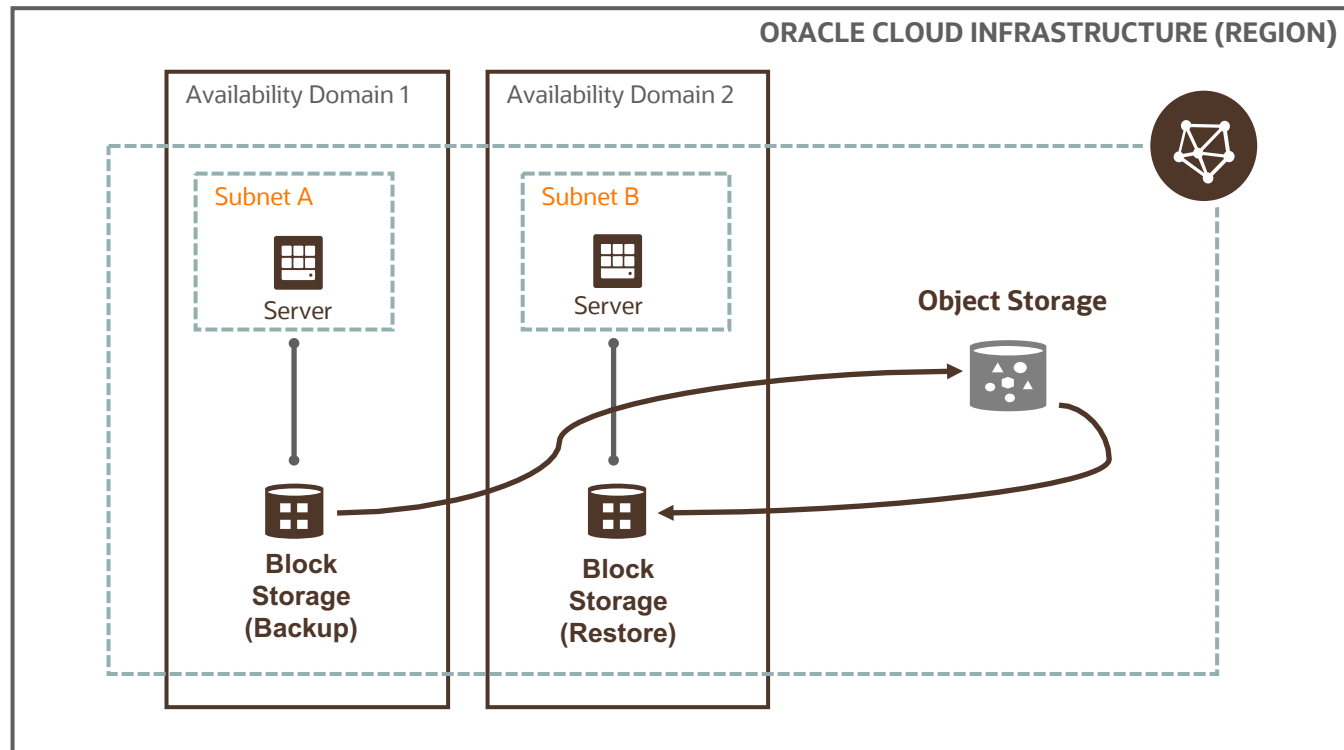 ORACLE CLOUD INFRASTRUCTURE (REGION)
Availability Domain 1
Availability Domain 2
Subnet A
Subnet B
Server
Server
Object Storage
Block
Storage
(Backup)
Block
Storage
(Restore)